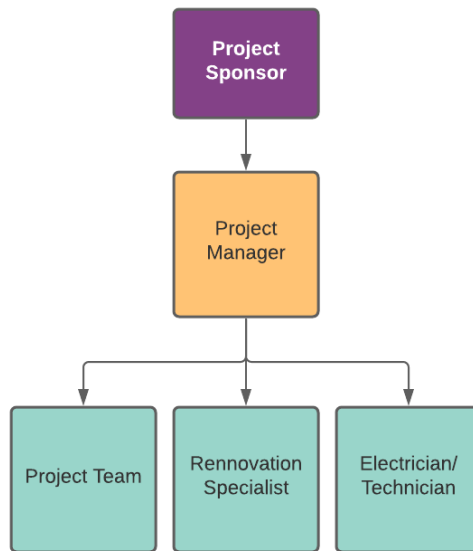 Project
Sponsor
Project
Manager
Project Team
Rennovation
Specialist
Electrician/
Technician